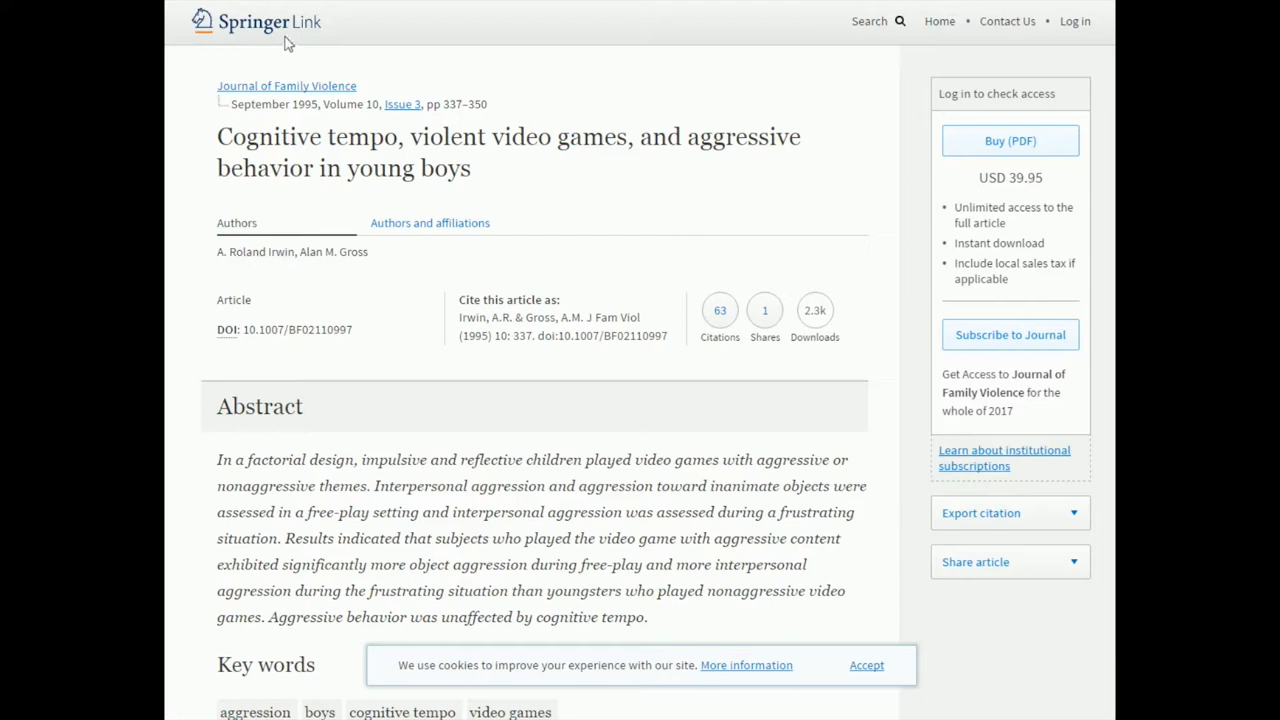 SpringerLink
Search
Home • Contact Us • Log in
Journal of Family Violence
September 1995, Volume 10, Issue 3, pp 337–350
Cognitive tempo, violent video games, and aggressive
behavior in young boys
Authors
Authors and affiliations
A. Roland Irwin, Alan M. Gross
Article
DOI: 10.1007/BF02110997
Cite this article as:
Irwin, A.R. & Gross, A.M. J Fam Viol
(1995) 10: 337. doi:10.1007/BF02110997
63
Citations
1
Shares
2.3k
Downloads
Abstract
In a factorial design, impulsive and reflective children played video games with aggressive or
nonaggressive themes. Interpersonal aggression and aggression toward inanimate objects were
assessed in a free-play setting and interpersonal aggression was assessed during a frustrating
situation. Results indicated that subjects who played the video game with aggressive content
exhibited significantly more object aggression during free-play and more interpersonal
aggression during the frustrating situation than youngsters who played nonaggressive video
games. Aggressive behavior was unaffected by cognitive tempo.
Key words
aggression boys cognitive tempo video games
Log in to check access
Buy (PDF)
USD 39.95
• Unlimited access to the
full article
• Instant download
• Include local sales tax if
applicable
Subscribe to Journal
Get Access to Journal of
Family Violence for the
whole of 2017
Learn about institutional
subscriptions
Export citation
Share article
We use cookies to improve your experience with our site. More information
Accept